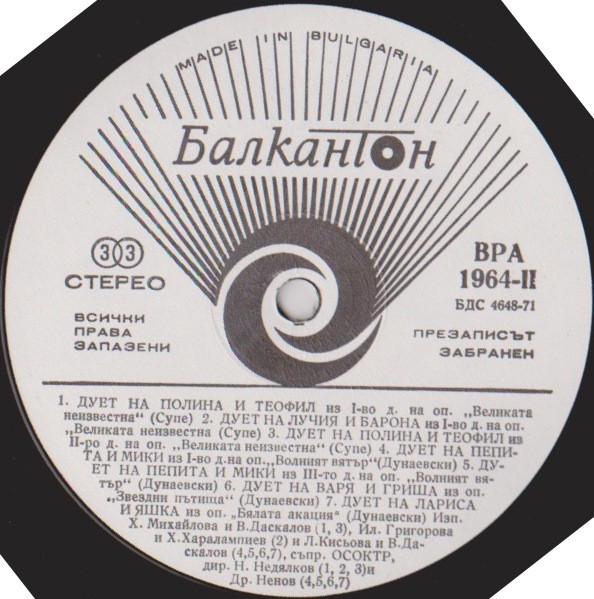 MADE IN BULGARIA
Балкантон
33
СТЕРЕО
ВСИЧКИ
ПРАВА
ЗАПАЗЕНИ
ВРА
1964-II
БДС 4648-71
ПРЕЗАПИСЪТ
ЗАБРАНЕН
1. ДУЕТ НА ПОЛИНА И ТЕОФИЛ из I-во д. на оп. „Великата
неизвестна“ (Супе) 2. ДУЕТ НА ЛУЧИЯ И БАРОНА из I-во д. на оп.
„Великата неизвестна (Супе) 3. ДУЕТ НА ПОЛИНА И ТЕОФИЛ из
II-ро д. на оп. „Великата неизвестна“ (Супе) 4. ДУЕТ НА ПЕПИ-
ТА И МИКИ из I-во д. на оп. „Волният вятър“ (Дунаевски) 5. ДУ-
ЕТ НА ПЕПИТА И МИКИ из III-то д. на оп. „Волният вя-
тър“ (Дунаевски) 6. ДУЕТ НА ВАРЯ И ГРИША из оп.
„Звездни пътища“ (Дунаевски) 7. ДУЕТ НА ЛАРИСА
И ЯШКА из оп. „Бялата акация“ (Дунаевски) Изп.
Х. Михайлова и В. Даскалов (1, 3), Ил. Григорова
и Х. Харалампиев (2) и Л. Кисьова и В. Да-
скалов (4,5,6,7), съпр. ОСОКТР,
дир. Н. Недялков (1, 2, 3) и
Др. Ненов (4,5,6,7)